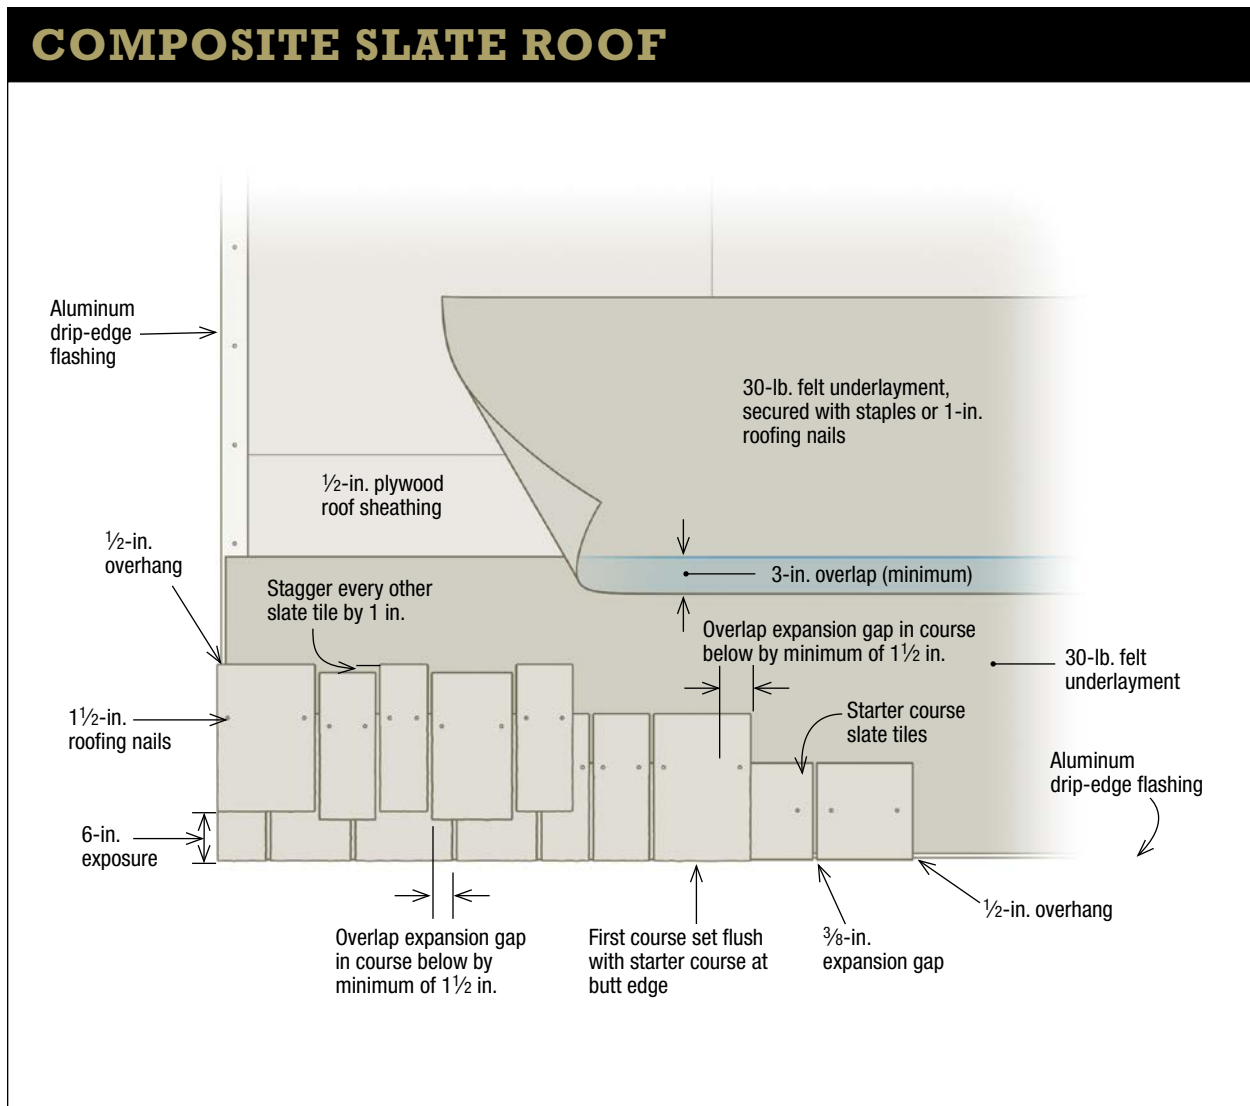 COMPOSITE SLATE ROOF
Aluminum
drip-edge
flashing
30-lb. felt underlayment,
secured with staples or 1-in.
roofing nails
½-in. plywood
roof sheathing
½-in.
overhang
Stagger every other
slate tile by 1 in.
3-in. overlap (minimum)
Overlap expansion gap in course
below by minimum of 1½ in.
30-lb. felt
underlayment
1½-in.
roofing nails
Starter course
slate tiles
Aluminum
drip-edge flashing
6-in.
exposure
½-in. overhang
Overlap expansion gap
in course below by
minimum of 1½ in.
First course set flush
with starter course at
butt edge
⅜-in.
expansion gap